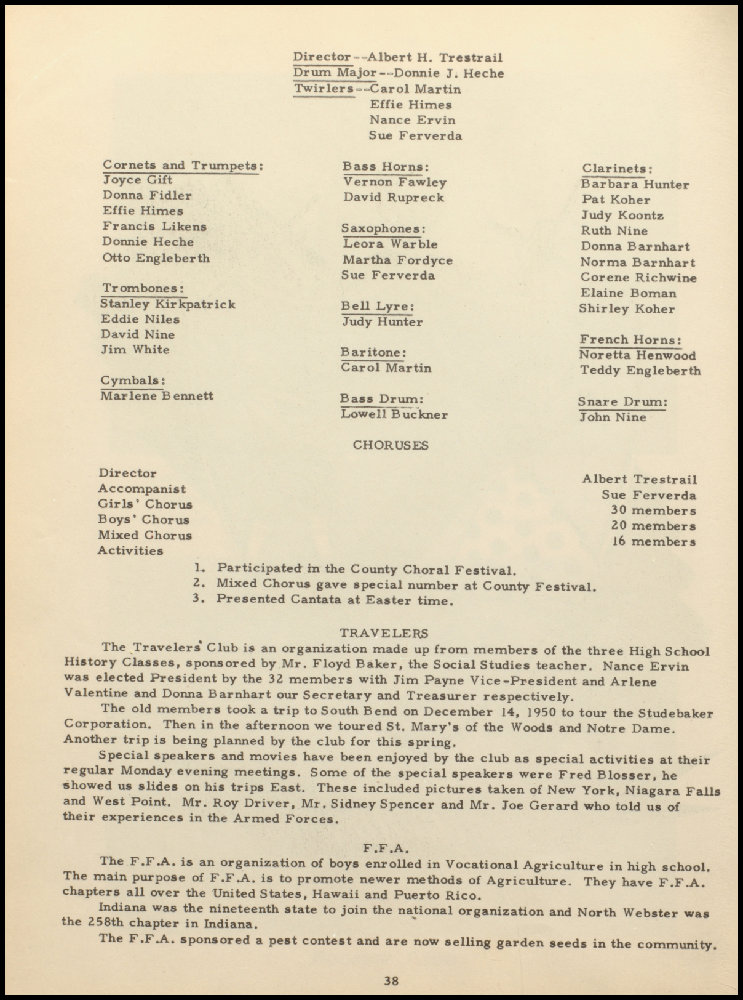 Director--Albert H. Trestrail
Drum Major--Donnie J. Heche
Twirlers--Carol Martin
Effie Himes
Nance Ervin
Sue Ferverda
Cornets and Trumpets:
Joyce Gift
Donna Fidler
Effie Himes
Francis Likens
Donnie Heche
Otto Engleberth
Trombones:
Stanley Kirkpatrick
Eddie Niles
David Nine
Jim White
Cymbals:
Marlene Bennett
Bass Horns:
Vernon Fawley
David Rupreck
Saxophones:
Leora Warble
Martha Fordyce
Sue Ferverda
Bell Lyre:
Judy Hunter
Baritone:
Carol Martin
Bass Drum:
Lowell Buckner
Clarinets:
Barbara Hunter
Pat Koher
Judy Koontz
Ruth Nine
Donna Barnhart
Norma Barnhart
Corene Richwine
Elaine Boman
Shirley Koher
French Horns:
Noretta Henwood
Teddy Engleberth
Snare Drum:
John Nine
CHORUSES
Director Albert Trestrail
Accompanist Sue Ferverda
Girls' Chorus 30 members
Boys' Chorus 20 members
Mixed Chorus 16 members
Activities
1. Participated in the County Choral Festival.
2. Mixed Chorus gave special number at County Festival.
3. Presented Cantata at Easter time.
TRAVELERS
The Travelers' Club is an organization made up from members of the three High School
History Classes, sponsored by Mr. Floyd Baker, the Social Studies teacher. Nance Ervin
was elected President by the 32 members with Jim Payne Vice-President and Arlene
Valentine and Donna Barnhart our Secretary and Treasurer respectively.
The old members took a trip to South Bend on December 14, 1950 to tour the Studebaker
Corporation. Then in the afternoon we toured St. Mary's of the Woods and Notre Dame.
Another trip is being planned by the club for this spring.
Special speakers and movies have been enjoyed by the club as special activities at their
regular Monday evening meetings. Some of the special speakers were Fred Blosser, he
showed us slides on his trips East. These included pictures taken of New York, Niagara Falls
and West Point. Mr. Roy Driver, Mr. Sidney Spencer and Mr. Joe Gerard who told us of
their experiences in the Armed Forces.
F.F.A.
The F.F.A. is an organization of boys enrolled in Vocational Agriculture in high school.
The main purpose of F.F.A. is to promote newer methods of Agriculture. They have F.F.A.
chapters all over the United States, Hawaii and Puerto Rico.
Indiana was the nineteenth state to join the national organization and North Webster was
the 258th chapter in Indiana.
The F.F.A. sponsored a pest contest and are now selling garden seeds in the community.
38